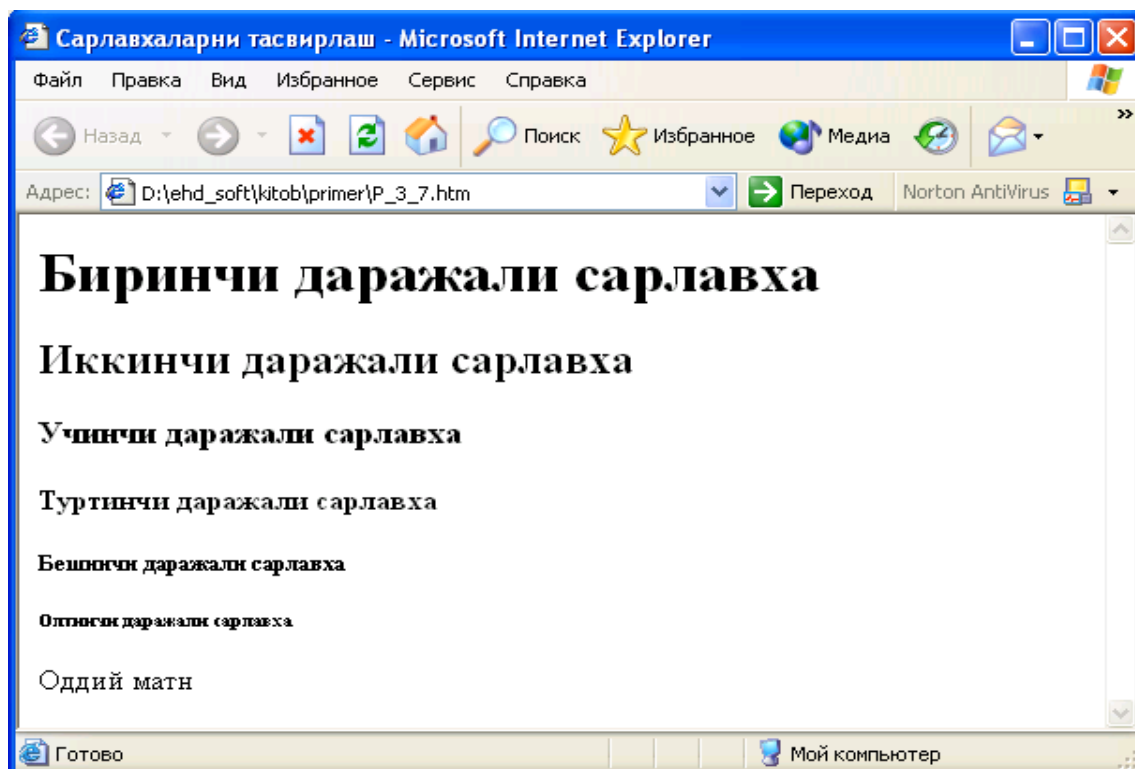 Сарлавхаларни тасвирлаш - Microsoft Internet Explorer
Файл Правка Вид Избранное Сервис Справка
Назад Поиск Избранное Медиа »
Адрес: D:\ehd_soft\kitob\primer\P_3_7.htm Переход Norton AntiVirus
Биринчи даражали сарлавха
Иккинчи даражали сарлавха
Учинчи даражали сарлавха
Туртинчи даражали сарлавха
Бешинчи даражали сарлавха
Олтинчи даражали сарлавха
Оддий матн
Готово Мой компьютер